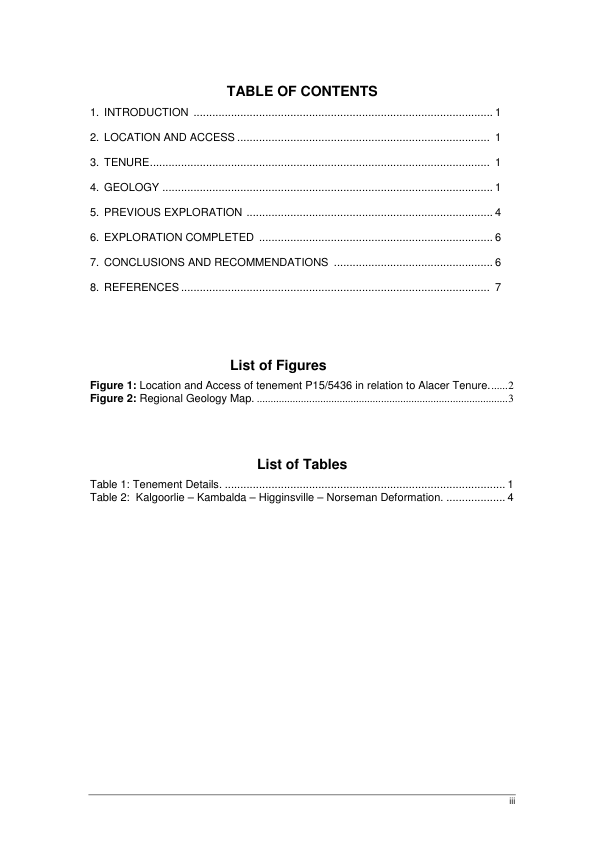 TABLE OF CONTENTS
1. INTRODUCTION ................................................................................................ 1
2. LOCATION AND ACCESS ................................................................................. 1
3. TENURE............................................................................................................. 1
4. GEOLOGY .......................................................................................................... 1
5. PREVIOUS EXPLORATION ............................................................................... 4
6. EXPLORATION COMPLETED ........................................................................... 6
7. CONCLUSIONS AND RECOMMENDATIONS ................................................... 6
8. REFERENCES ................................................................................................... 7
List of Figures
Figure 1: Location and Access of tenement P15/5436 in relation to Alacer Tenure.......2
Figure 2: Regional Geology Map. ....................................................................................................3
List of Tables
Table 1: Tenement Details. .......................................................................................... 1
Table 2: Kalgoorlie – Kambalda – Higginsville – Norseman Deformation. ................... 4
iii